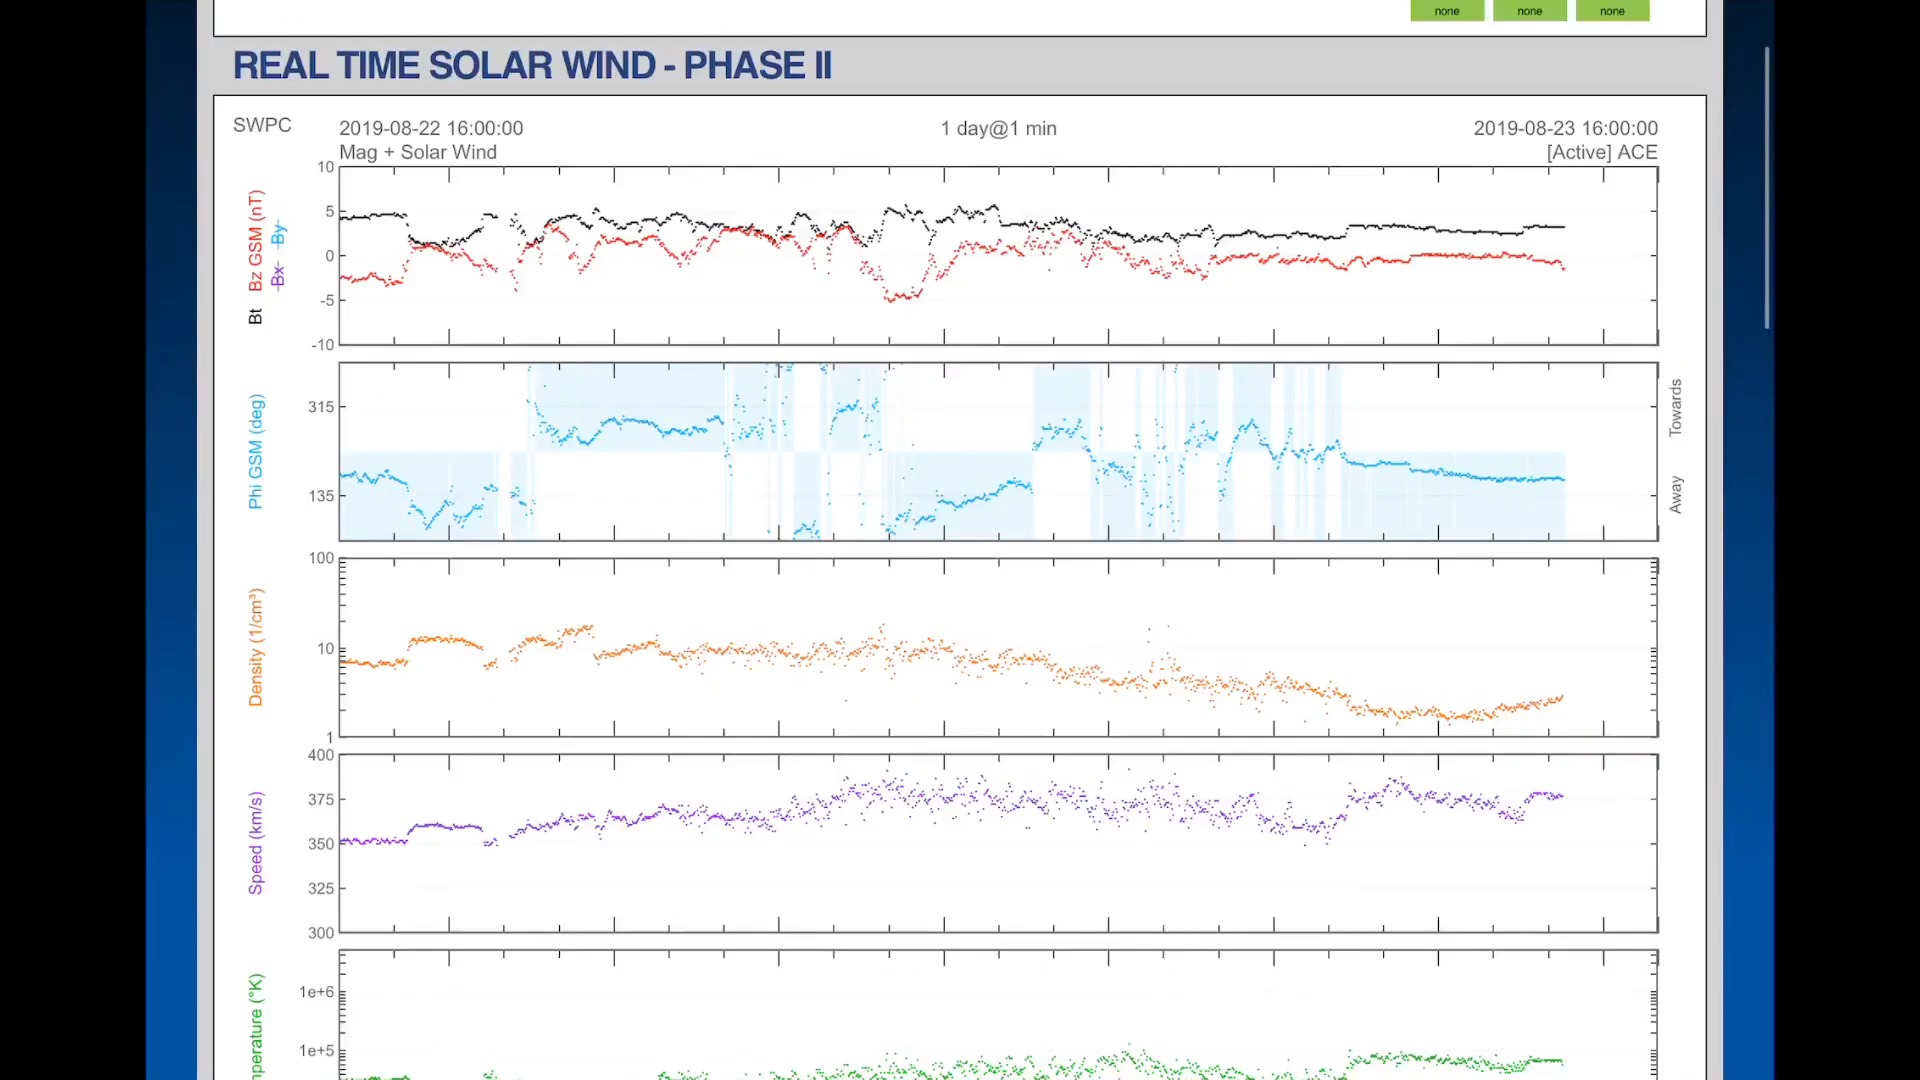 none none none
REAL TIME SOLAR WIND - PHASE II
SWPC
2019-08-22 16:00:00 1 day@1 min 2019-08-23 16:00:00
Mag + Solar Wind [Active] ACE
Bt Bz GSM (nT)
Bx By
10
5
0
-5
-10
Phi GSM (deg)
315
135
Towards
Away
Density (1/cm³)
100
10
1
Speed (km/s)
400
375
350
325
300
perature (°K)
1e+6
1e+5